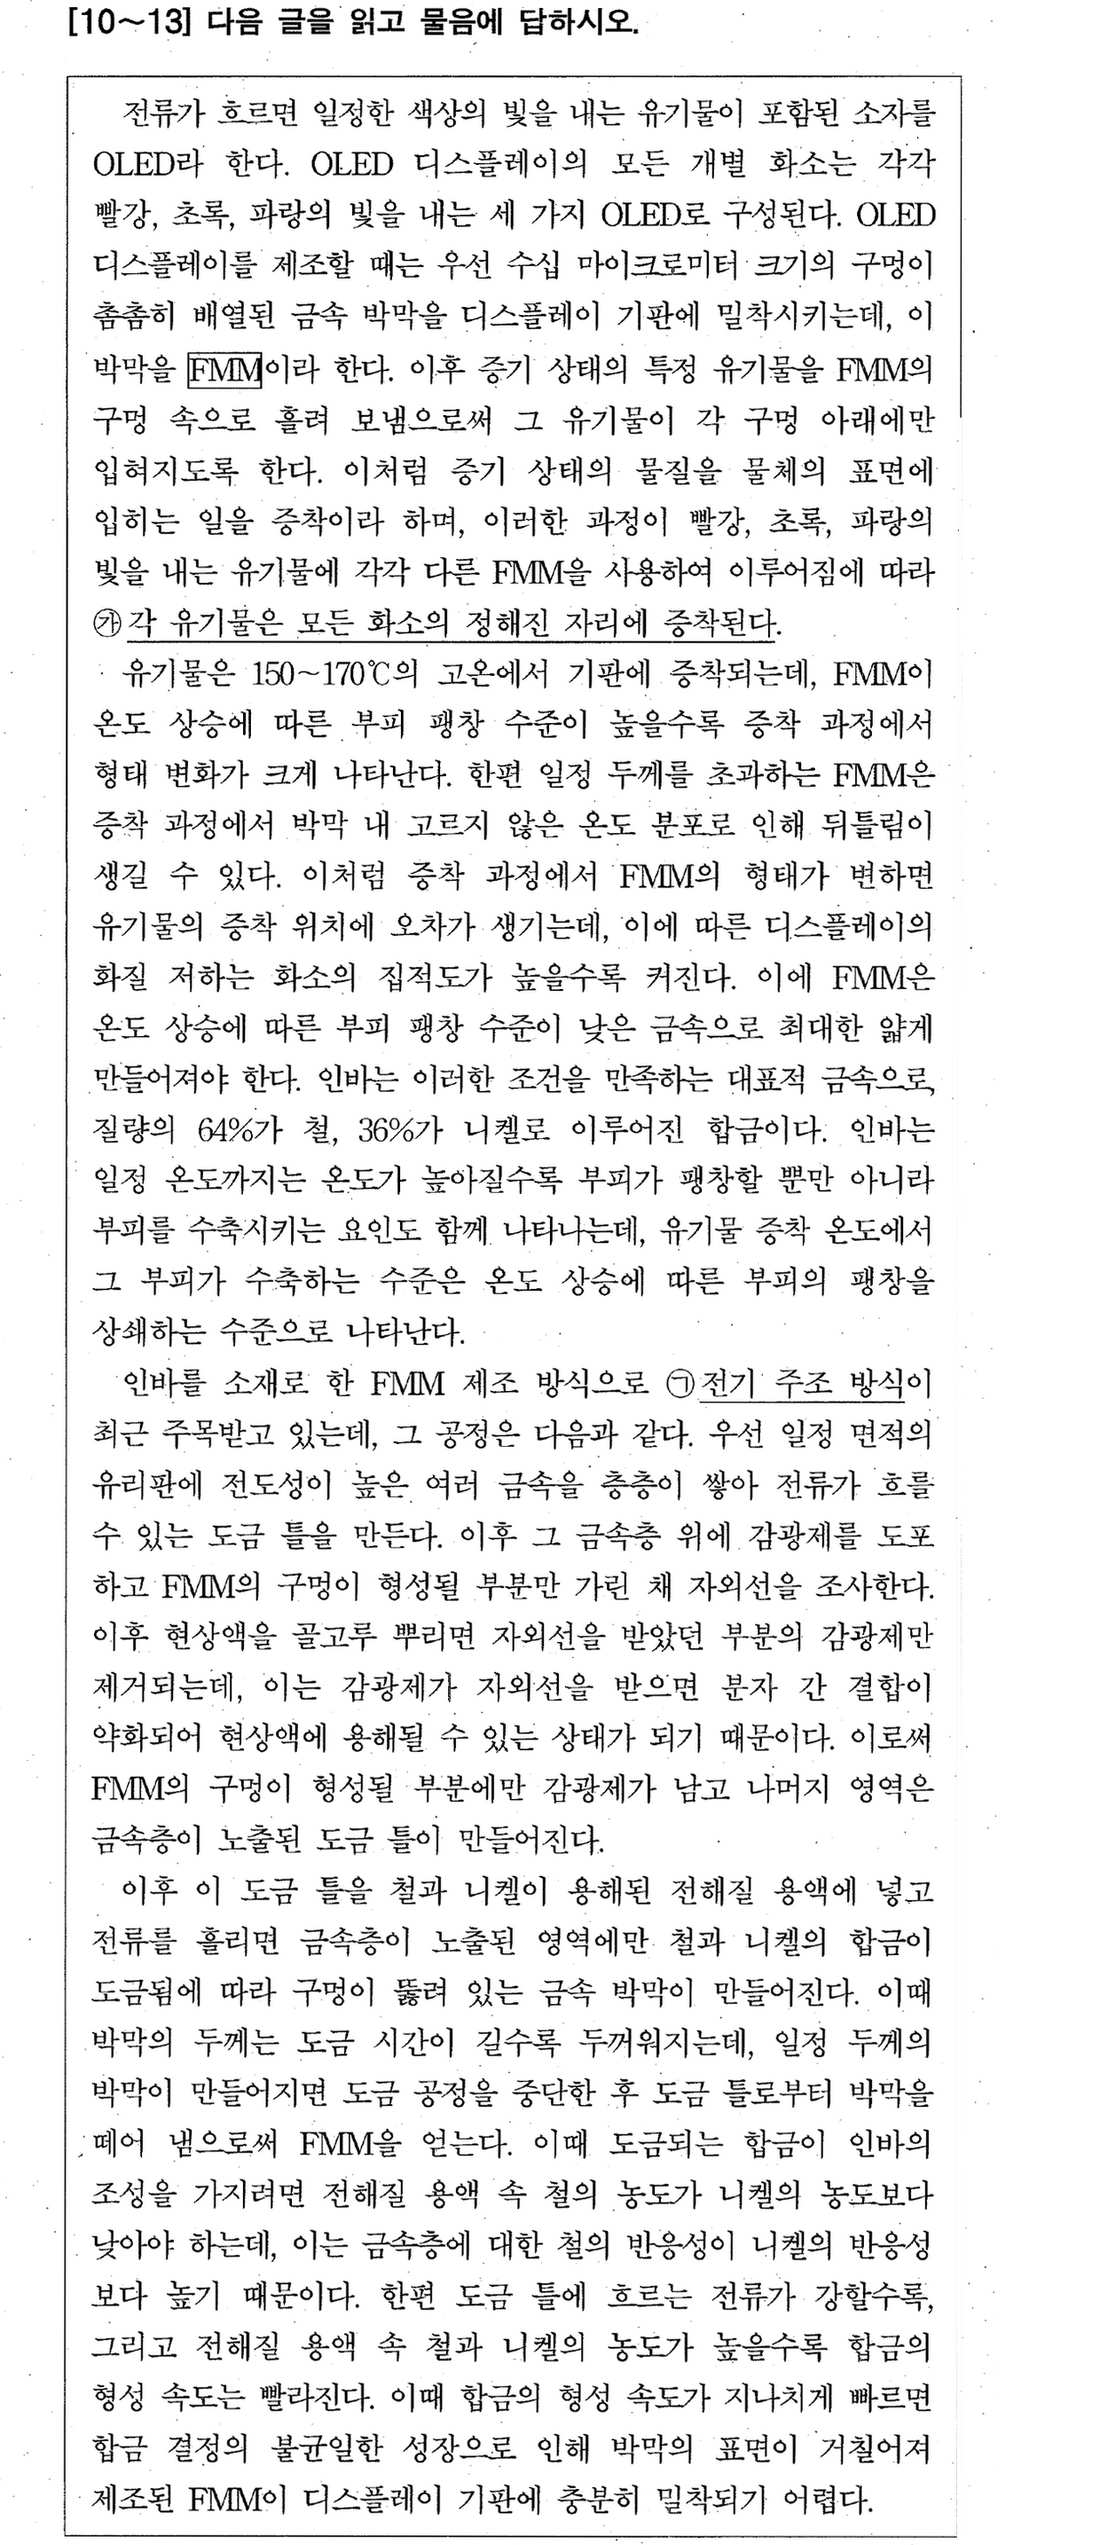 [10~13] 다음 글을 읽고 물음에 답하시오.
전류가 흐르면 일정한 색상의 빛을 내는 유기물이 포함된 소자를
OLED라 한다. OLED 디스플레이의 모든 개별 화소는 각각
빨강, 초록, 파랑의 빛을 내는 세 가지 OLED로 구성된다. OLED
디스플레이를 제조할 때는 우선 수십 마이크로미터 크기의 구멍이
촘촘히 배열된 금속 박막을 디스플레이 기판에 밀착시키는데, 이
박막을 FMM이라 한다. 이후 증기 상태의 특정 유기물을 FMM의
구멍 속으로 흘려 보냄으로써 그 유기물이 각 구멍 아래에만
입혀지도록 한다. 이처럼 증기 상태의 물질을 물체의 표면에
입히는 일을 증착이라 하며, 이러한 과정이 빨강, 초록, 파랑의
빛을 내는 유기물에 각각 다른 FMM을 사용하여 이루어짐에 따라
㉮각 유기물은 모든 화소의 정해진 자리에 증착된다.
유기물은 150~170℃의 고온에서 기판에 증착되는데, FMM이
온도 상승에 따른 부피 팽창 수준이 높을수록 증착 과정에서
형태 변화가 크게 나타난다. 한편 일정 두께를 초과하는 FMM은
증착 과정에서 박막 내 고르지 않은 온도 분포로 인해 뒤틀림이
생길 수 있다. 이처럼 증착 과정에서 FMM의 형태가 변하면
유기물의 증착 위치에 오차가 생기는데, 이에 따른 디스플레이의
화질 저하는 화소의 집적도가 높을수록 커진다. 이에 FMM은
온도 상승에 따른 부피 팽창 수준이 낮은 금속으로 최대한 얇게
만들어져야 한다. 인바는 이러한 조건을 만족하는 대표적 금속으로,
질량의 64%가 철, 36%가 니켈로 이루어진 합금이다. 인바는
일정 온도까지는 온도가 높아질수록 부피가 팽창할 뿐만 아니라
부피를 수축시키는 요인도 함께 나타나는데, 유기물 증착 온도에서
그 부피가 수축하는 수준은 온도 상승에 따른 부피의 팽창을
상쇄하는 수준으로 나타난다.
인바를 소재로 한 FMM 제조 방식으로 ㉠전기 주조 방식이
최근 주목받고 있는데, 그 공정은 다음과 같다. 우선 일정 면적의
유리판에 전도성이 높은 여러 금속을 층층이 쌓아 전류가 흐를
수 있는 도금 틀을 만든다. 이후 그 금속층 위에 감광제를 도포
하고 FMM의 구멍이 형성될 부분만 가린 채 자외선을 조사한다.
이후 현상액을 골고루 뿌리면 자외선을 받았던 부분의 감광제만
제거되는데, 이는 감광제가 자외선을 받으면 분자 간 결합이
약화되어 현상액에 용해될 수 있는 상태가 되기 때문이다. 이로써
FMM의 구멍이 형성될 부분에만 감광제가 남고 나머지 영역은
금속층이 노출된 도금 틀이 만들어진다.
이후 이 도금 틀을 철과 니켈이 용해된 전해질 용액에 넣고
전류를 흘리면 금속층이 노출된 영역에만 철과 니켈의 합금이
도금됨에 따라 구멍이 뚫려 있는 금속 박막이 만들어진다. 이때
박막의 두께는 도금 시간이 길수록 두꺼워지는데, 일정 두께의
박막이 만들어지면 도금 공정을 중단한 후 도금 틀로부터 박막을
떼어 냄으로써 FMM을 얻는다. 이때 도금되는 합금이 인바의
조성을 가지려면 전해질 용액 속 철의 농도가 니켈의 농도보다
낮아야 하는데, 이는 금속층에 대한 철의 반응성이 니켈의 반응성
보다 높기 때문이다. 한편 도금 틀에 흐르는 전류가 강할수록,
그리고 전해질 용액 속 철과 니켈의 농도가 높을수록 합금의
형성 속도는 빨라진다. 이때 합금의 형성 속도가 지나치게 빠르면
합금 결정의 불균일한 성장으로 인해 박막의 표면이 거칠어져
제조된 FMM이 디스플레이 기판에 충분히 밀착되기 어렵다.